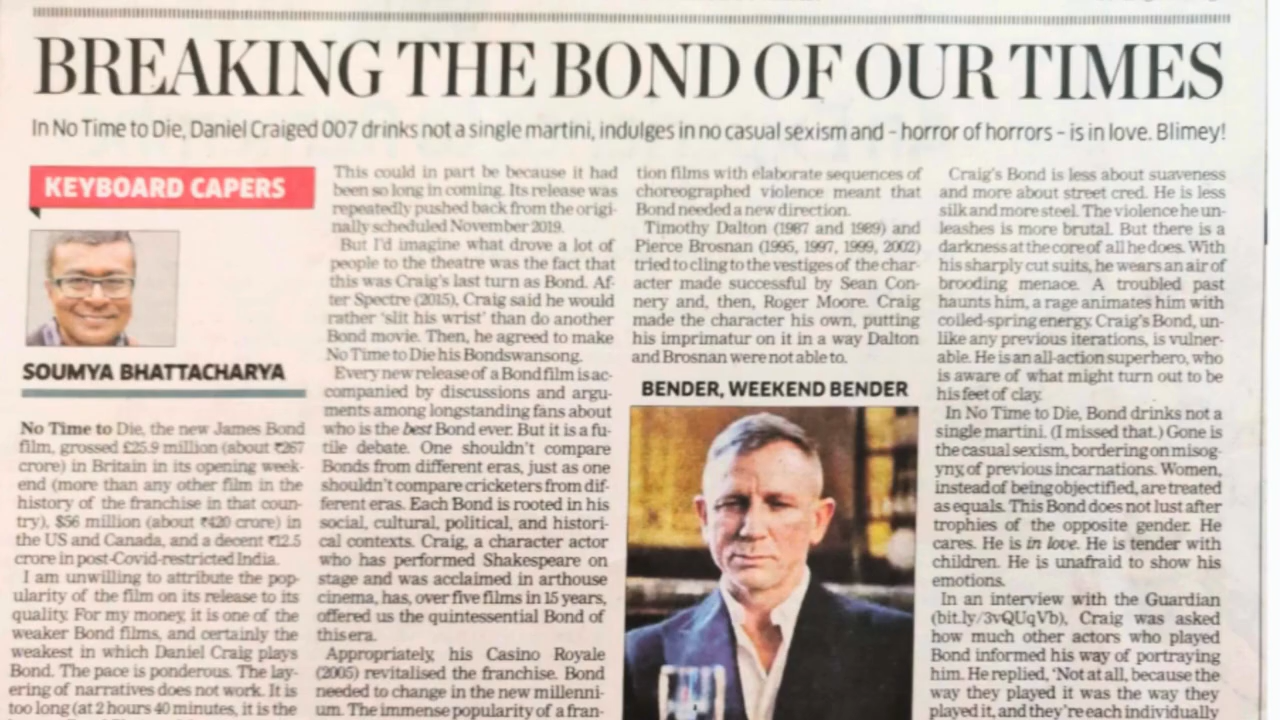 BREAKING THE BOND OF OUR TIMES
In No Time to Die, Daniel Craiged 007 drinks not a single martini, indulges in no casual sexism and – horror of horrors – is in love. Blimey!
KEYBOARD CAPERS
SOUMYA BHATTACHARYA
No Time to Die, the new James Bond
film, grossed £25.9 million (about ₹267
crore) in Britain in its opening week-
end (more than any other film in the
history of the franchise in that coun-
try), $56 million (about ₹420 crore) in
the US and Canada, and a decent ₹12.5
crore in post-Covid-restricted India.
I am unwilling to attribute the pop-
ularity of the film on its release to its
quality. For my money, it is one of the
weaker Bond films, and certainly the
weakest in which Daniel Craig plays
Bond. The pace is ponderous. The lay-
ering of narratives does not work. It is
too long (at 2 hours 40 minutes, it is the
This could in part be because it had
been so long in coming. Its release was
repeatedly pushed back from the origi-
nally scheduled November 2019.
But I'd imagine what drove a lot of
people to the theatre was the fact that
this was Craig's last turn as Bond. Af-
ter Spectre (2015), Craig said he would
rather 'slit his wrist' than do another
Bond movie. Then, he agreed to make
No Time to Die his Bondswansong.
Every new release of a Bond film is ac-
companied by discussions and argu-
ments among longstanding fans about
who is the best Bond ever. But it is a fu-
tile debate. One shouldn't compare
Bonds from different eras, just as one
shouldn't compare cricketers from dif-
ferent eras. Each Bond is rooted in his
social, cultural, political, and histori-
cal contexts. Craig, a character actor
who has performed Shakespeare on
stage and was acclaimed in arthouse
cinema, has, over five films in 15 years,
offered us the quintessential Bond of
this era.
Appropriately, his Casino Royale
(2005) revitalised the franchise. Bond
needed to change in the new millenni-
um. The immense popularity of a fran-
tion films with elaborate sequences of
choreographed violence meant that
Bond needed a new direction.
Timothy Dalton (1987 and 1989) and
Pierce Brosnan (1995, 1997, 1999, 2002)
tried to cling to the vestiges of the char-
acter made successful by Sean Con-
nery and, then, Roger Moore. Craig
made the character his own, putting
his imprimatur on it in a way Dalton
and Brosnan were not able to.
BENDER, WEEKEND BENDER
Craig's Bond is less about suaveness
and more about street cred. He is less
silk and more steel. The violence he un-
leashes is more brutal. But there is a
darkness at the core of all he does. With
his sharply cut suits, he wears an air of
brooding menace. A troubled past
haunts him, a rage animates him with
coiled-spring energy. Craig's Bond, un-
like any previous iterations, is vulner-
able. He is an all-action superhero, who
is aware of what might turn out to be
his feet of clay.
In No Time to Die, Bond drinks not a
single martini. (I missed that.) Gone is
the casual sexism, bordering on misog-
yny, of previous incarnations. Women,
instead of being objectified, are treated
as equals. This Bond does not lust after
trophies of the opposite gender. He
cares. He is in love. He is tender with
children. He is unafraid to show his
emotions.
In an interview with the Guardian
(bit.ly/3vQUqVb), Craig was asked
how much other actors who played
Bond informed his way of portraying
him. He replied, 'Not at all, because the
way they played it was the way they
played it, and they're each individually